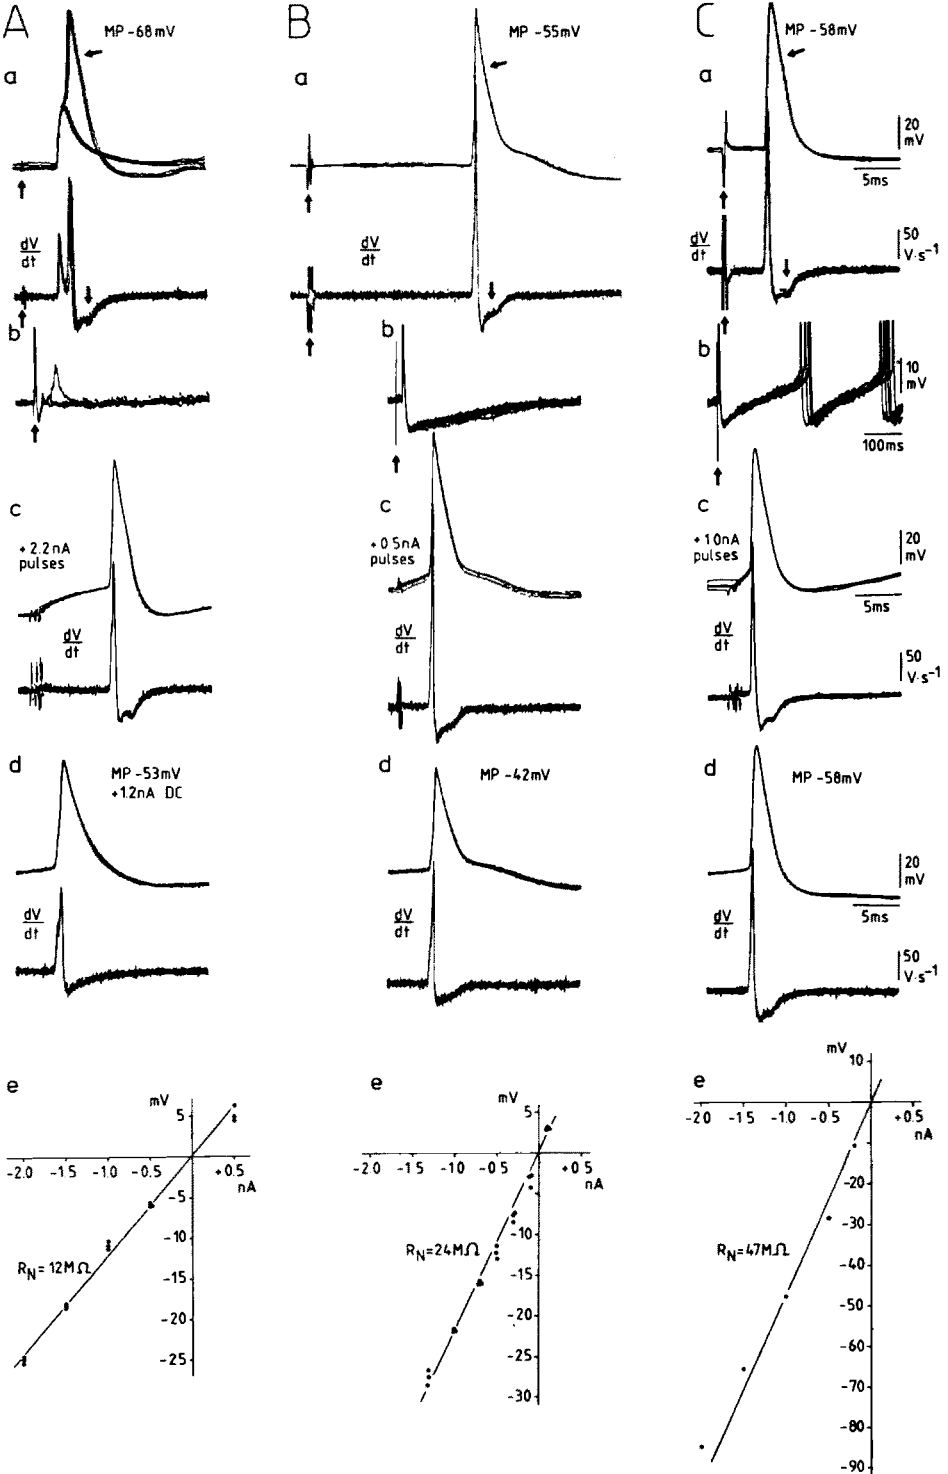 A
MP -68mV
a
dV
dt
b
c
+2.2nA
pulses
dV
dt
d
MP -53mV
+1.2nA DC
dV
dt
e
mV
5
-2.0 -1.5 -1.0 -0.5 +0.5
nA
-5
-10
-15
-20
-25
RN=12MΩ
B
MP -55mV
a
dV
dt
b
c
+0.5nA
pulses
dV
dt
d
MP -42mV
dV
dt
e
mV
5
-2.0 -1.5 -1.0 -0.5 +0.5
nA
-10
-15
-20
-25
-30
RN=24MΩ
C
MP -58mV
a
20
mV
5ms
dV
dt
50
V·s-1
b
10
mV
100ms
c
+1.0nA
pulses
20
mV
5ms
dV
dt
50
V·s-1
d
MP -58mV
20
mV
5ms
dV
dt
50
V·s-1
e
mV
10
-2.0 -1.5 -1.0 -0.5 +0.5
nA
-20
-30
-40
-50
-60
-70
-80
-90
RN=47MΩ